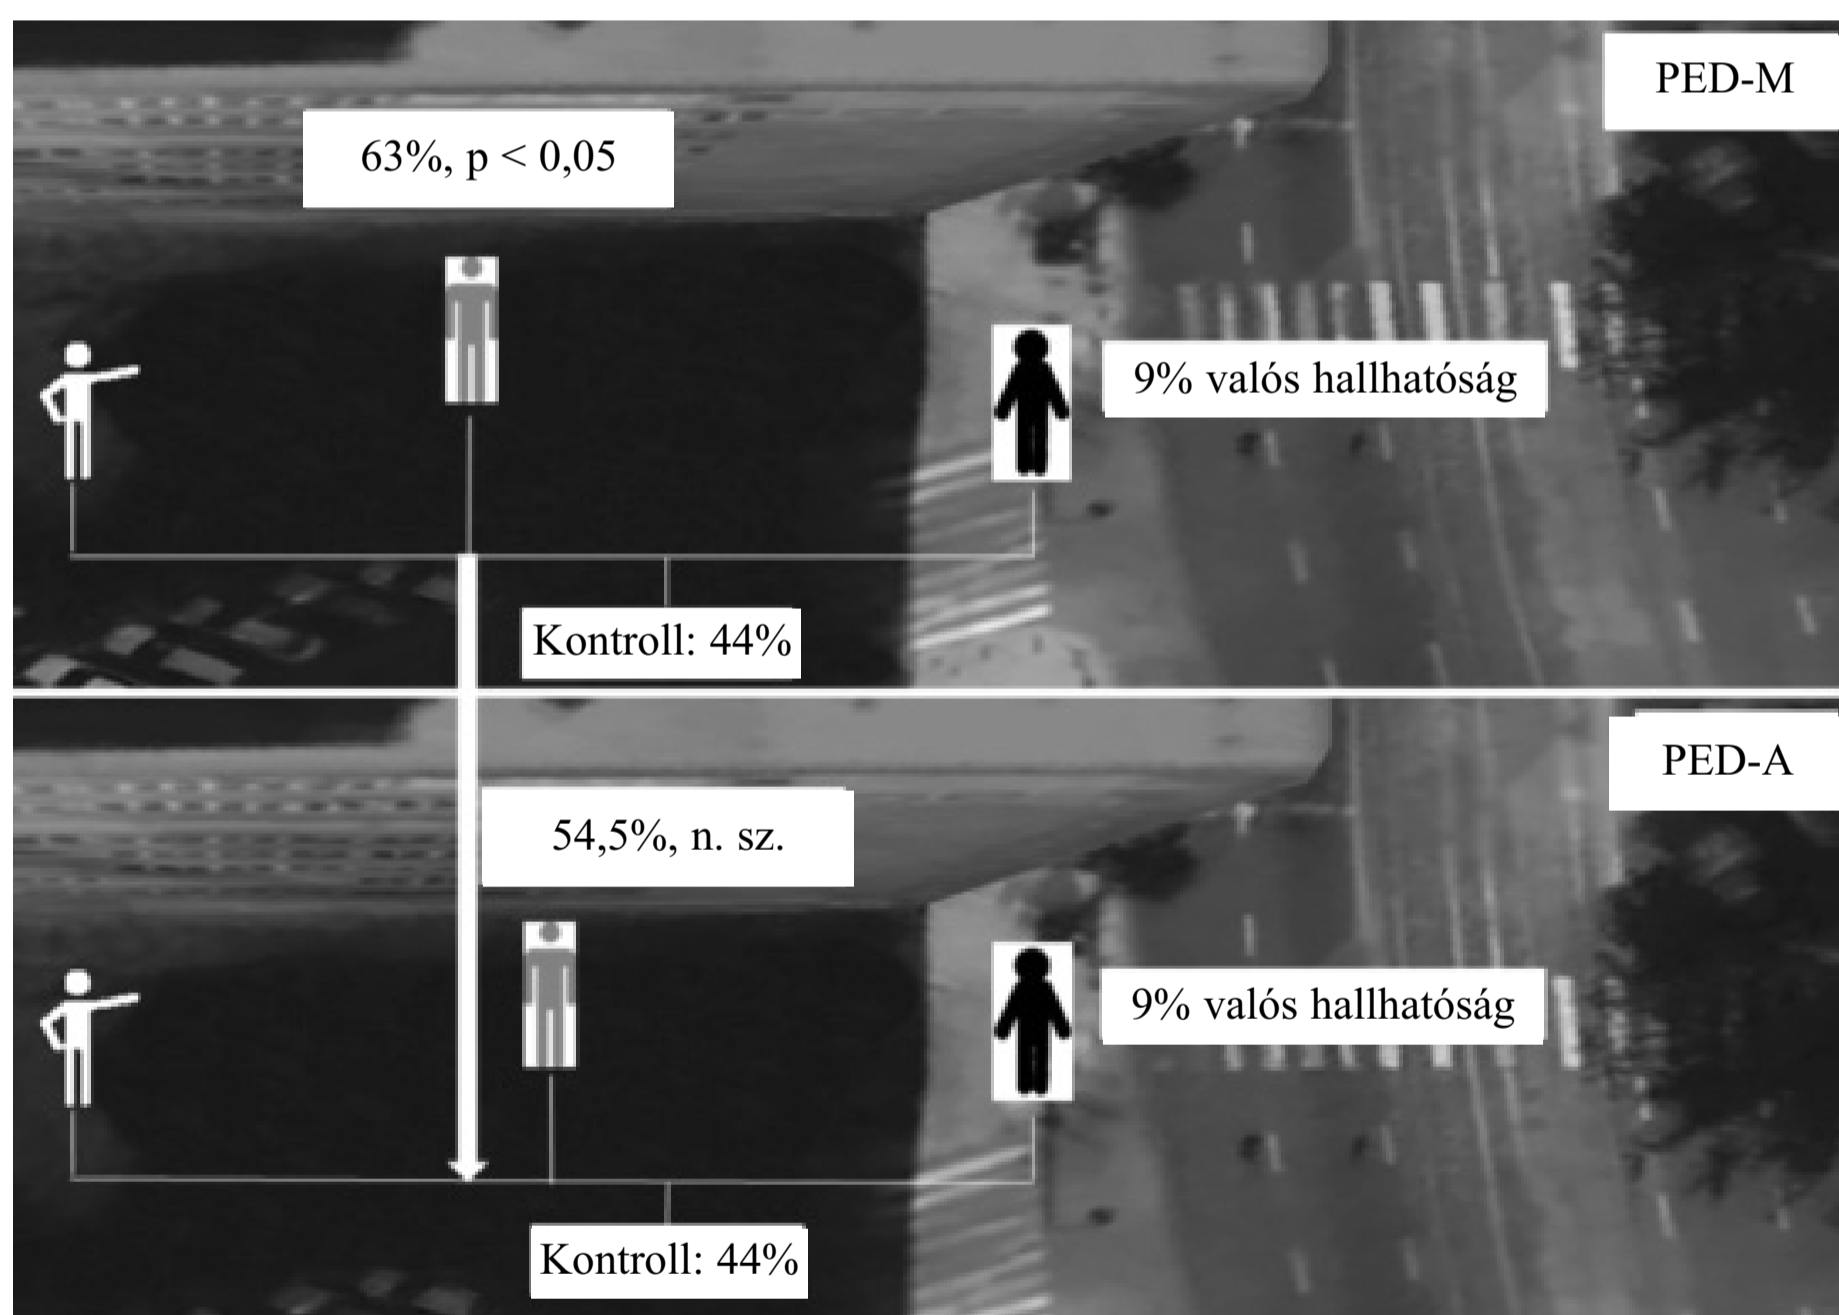 PED-M
63%, p < 0,05
9% valós hallhatóság
Kontroll: 44%
PED-A
54,5%, n. sz.
9% valós hallhatóság
Kontroll: 44%